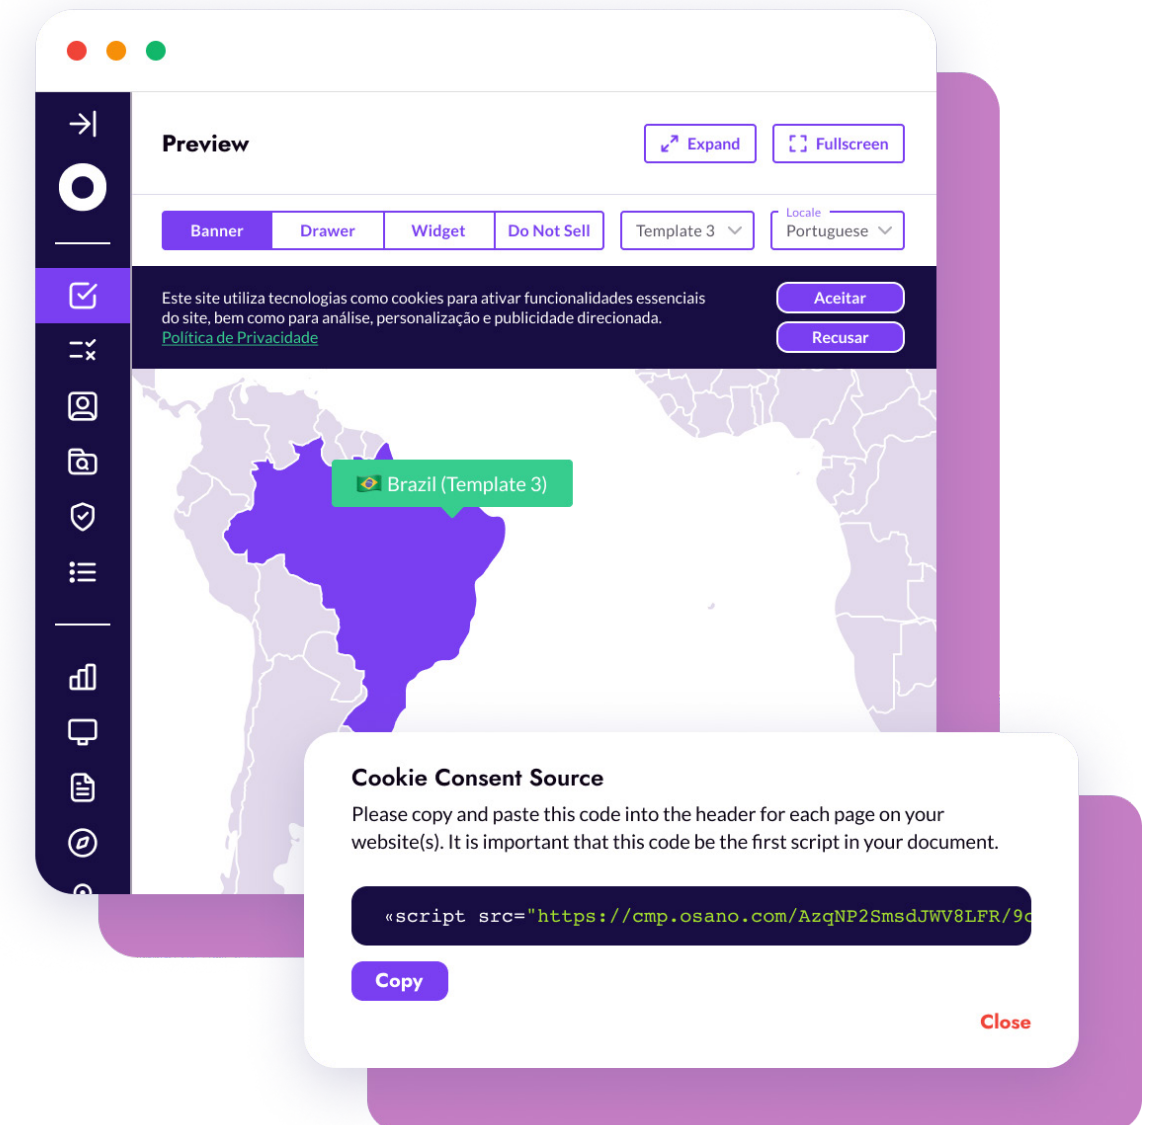 Preview
Expand
Fullscreen
Banner
Drawer
Widget
Do Not Sell
Template 3
Locale
Portuguese
Este site utiliza tecnologias como cookies para ativar funcionalidades essenciais
do site, bem como para análise, personalização e publicidade direcionada.
Política de Privacidade
Aceitar
Recusar
Brazil (Template 3)
Cookie Consent Source
Please copy and paste this code into the header for each page on your
website(s). It is important that this code be the first script in your document.
«script src="https://cmp.osano.com/AzqNP2SmsdJWV8LFR/9
Copy
Close